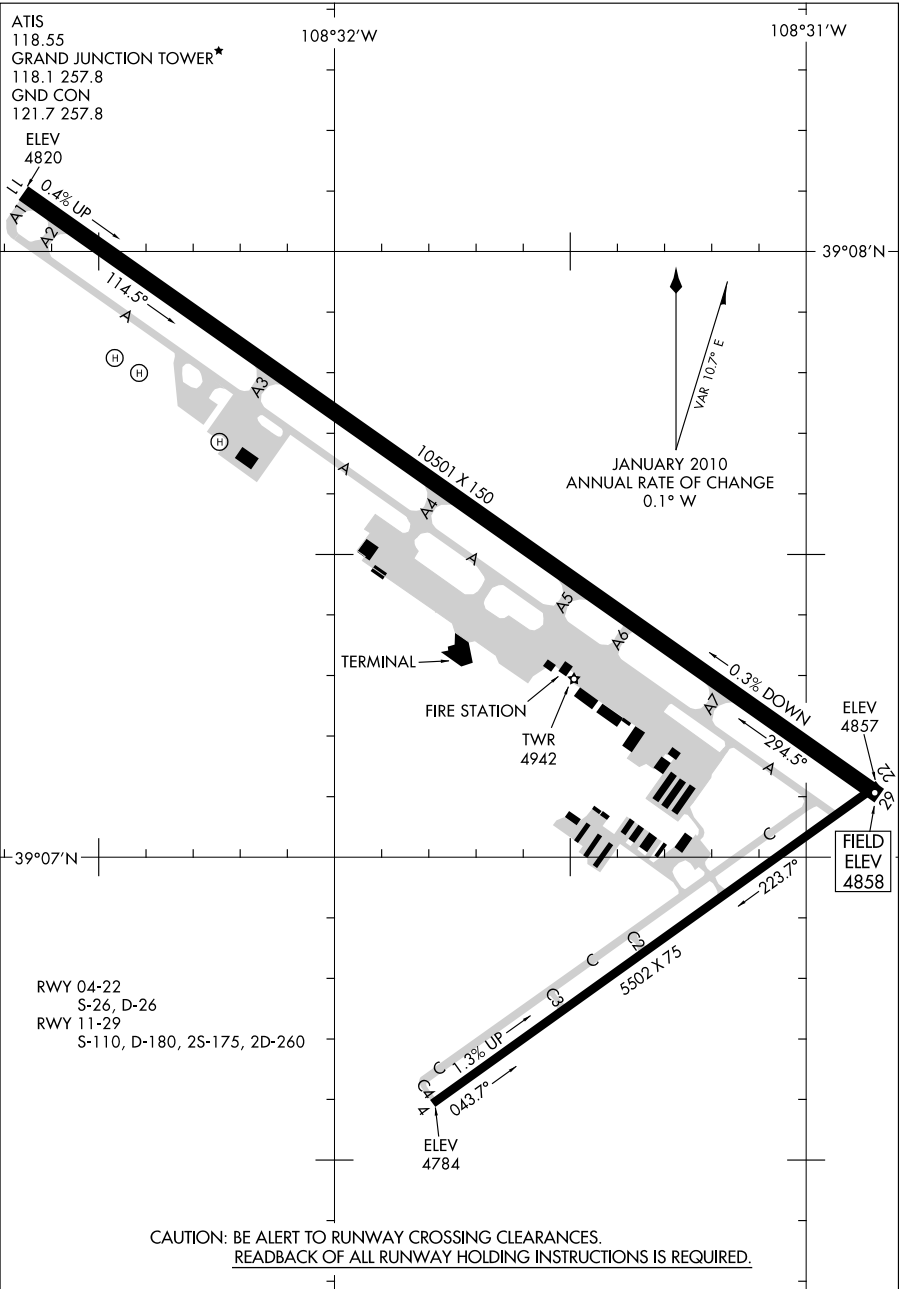 ATIS
118.55
GRAND JUNCTION TOWER★
118.1 257.8
GND CON
121.7 257.8
108°32'W
108°31'W
ELEV
4820
11
0.4% UP
A1
A2
39°08'N
114.5°
A
H
H
VAR 10.7° E
A3
H
10501 X 150
A
JANUARY 2010
ANNUAL RATE OF CHANGE
0.1° W
A4
A
A5
A6
TERMINAL
0.3% DOWN
A7
FIRE STATION
ELEV
4857
TWR
4942
294.5°
A
22
29
C
FIELD
ELEV
4858
39°07'N
223.7°
C2
C
5502 X 75
C3
RWY 04-22
S-26, D-26
RWY 11-29
S-110, D-180, 2S-175, 2D-260
1.3% UP
C
C4
4
043.7°
ELEV
4784
CAUTION: BE ALERT TO RUNWAY CROSSING CLEARANCES.
READBACK OF ALL RUNWAY HOLDING INSTRUCTIONS IS REQUIRED.